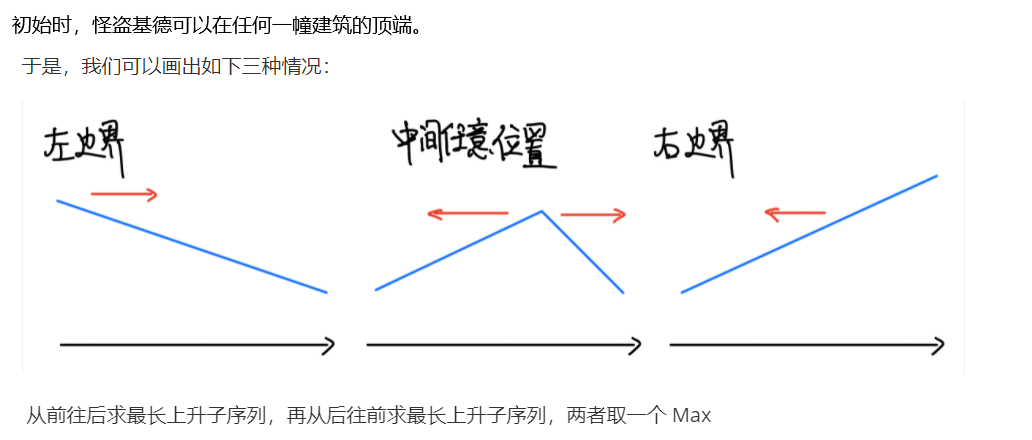 初始时，怪盗基德可以在任何一幢建筑的顶端。
于是，我们可以画出如下三种情况：
左边界 中间任意位置 右边界
从前往后求最长上升子序列，再从后往前求最长上升子序列，两者取一个 Max